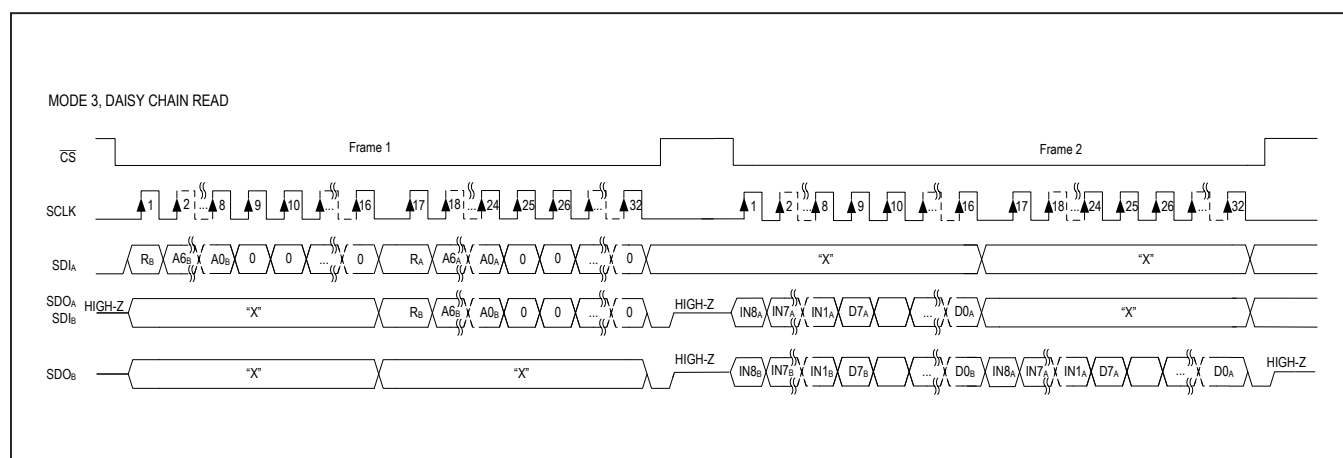 MODE 3, DAISY CHAIN READ
CS Frame 1 Frame 2
SCLK 1 2 ... 8 9 10 ... 16 17 18 ... 24 25 26 ... 32 1 2 ... 8 9 10 ... 16 17 18 ... 24 25 26 ... 32
SDIA RB A6B ... A0B 0 0 ... 0 RA A6A ... A0A 0 0 ... 0 "X" "X"
SDOA
SDIB HIGH-Z "X" RB A6B ... A0B 0 0 ... 0 HIGH-Z IN8A IN7A ... IN1A D7A ... D0A "X"
SDOB "X" "X" HIGH-Z IN8B IN7B ... IN1B D7B ... D0B IN8A IN7A ... IN1A D7A ... D0A HIGH-Z